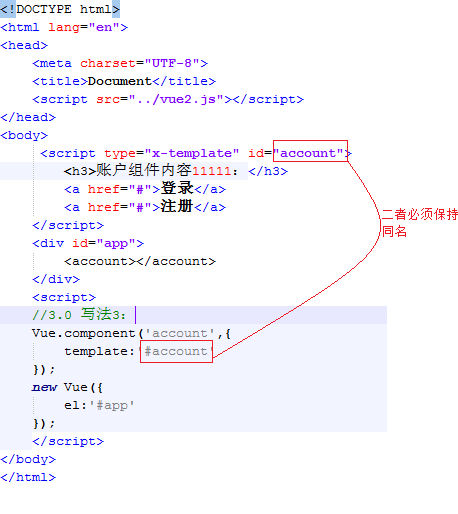 <!DOCTYPE html>
<html lang="en">
<head>
<meta charset="UTF-8">
<title>Document</title>
<script src="../vue2.js"></script>
</head>
<body>
<script type="x-template" id="account">
<h3>账户组件内容11111：</h3>
<a href="#">登录</a>
<a href="#">注册</a>
</script>
二者必须保持
同名
<div id="app">
<account></account>
</div>
<script>
//3.0 写法3：
Vue.component('account',{
template:'#account'
});
new Vue({
el:'#app'
});
</script>
</body>
</html>